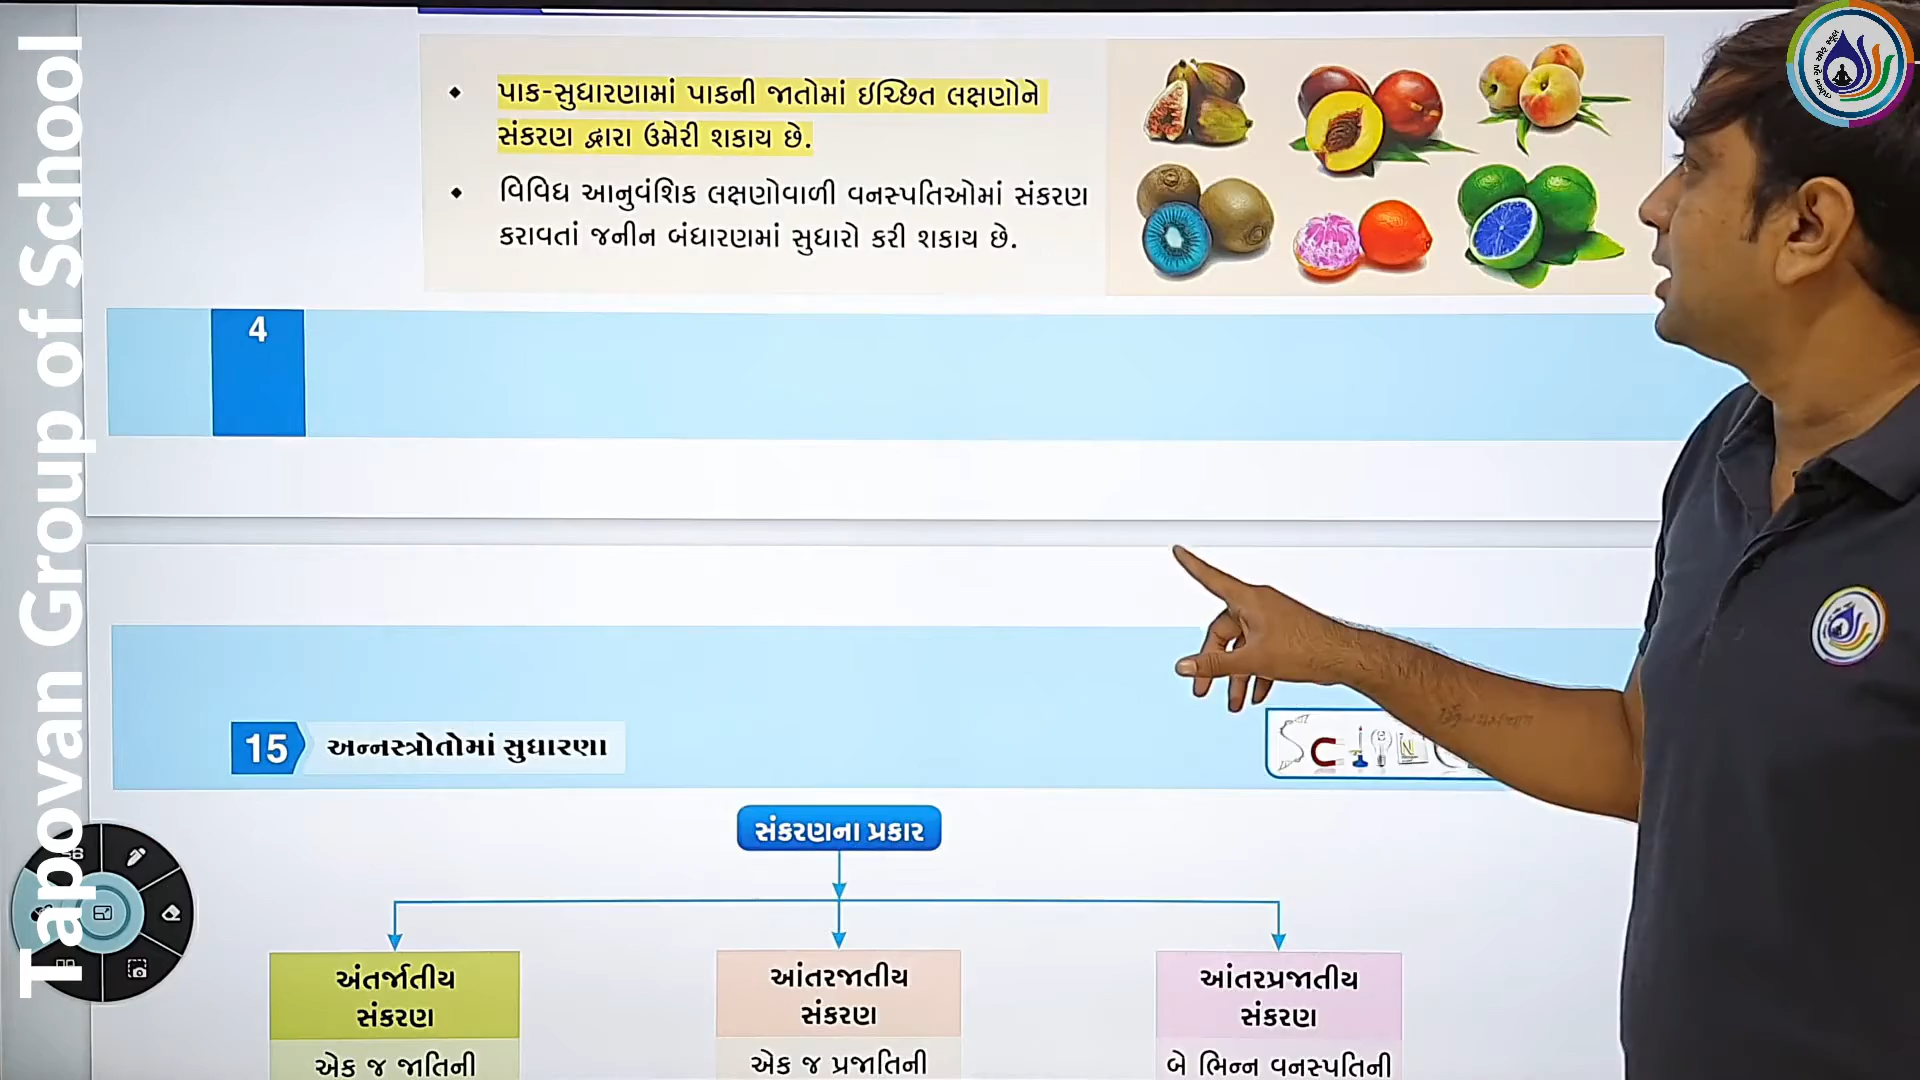 Tapovan Group of School
પાક-સુધારણામાં પાકની જાતોમાં ઇચ્છિત લક્ષણોને
સંકરણ દ્વારા ઉમેરી શકાય છે.
વિવિધ આનુવંશિક લક્ષણોવાળી વનસ્પતિઓમાં સંકરણ
કરાવતાં જનીન બંધારણમાં સુધારો કરી શકાય છે.
4
15 અન્નસ્ત્રોતોમાં સુધારણા
સંકરણના પ્રકાર
અંતર્જાતીય
સંકરણ
એક જ જાતિની
આંતરજાતીય
સંકરણ
એક જ પ્રજાતિની
આંતરપ્રજાતીય
સંકરણ
બે ભિન્ન વનસ્પતિની